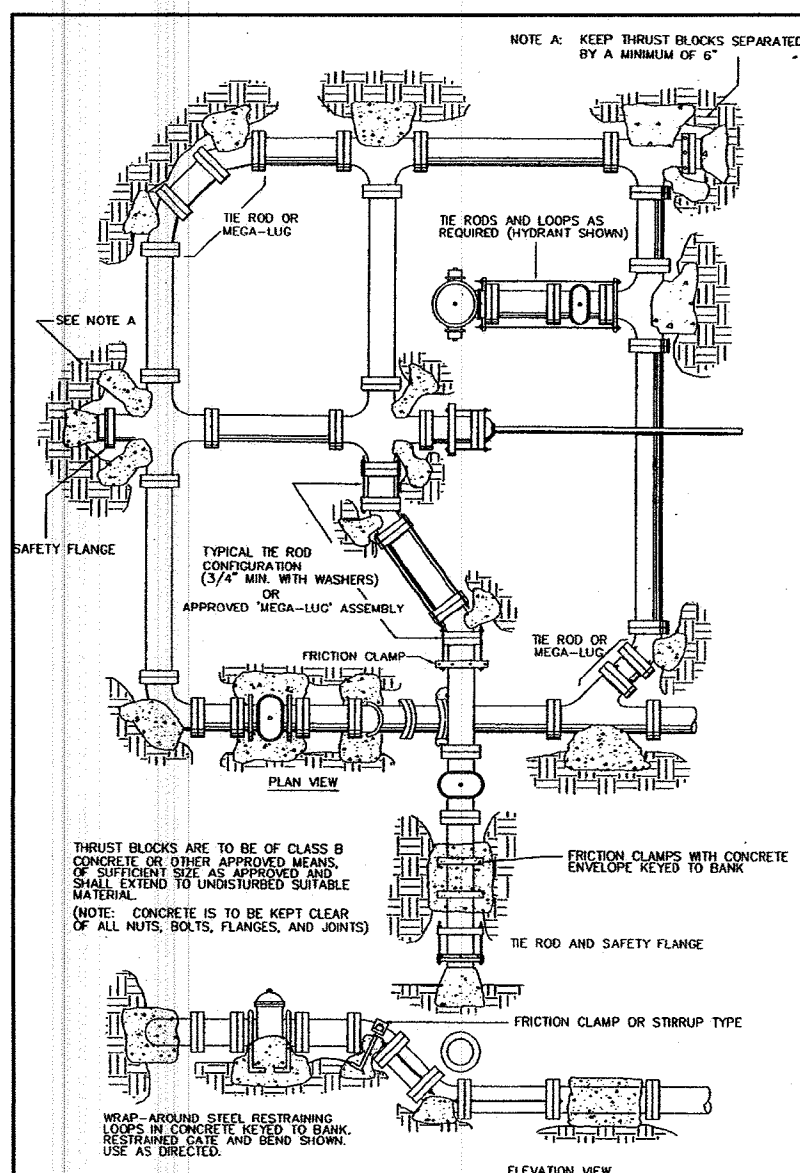 NOTE A: KEEP THRUST BLOCKS SEPARATED
BY A MINIMUM OF 6"
TIE ROD OR
MEGA-LUG
TIE RODS AND LOOPS AS
REQUIRED (HYDRANT SHOWN)
SEE NOTE A
SAFETY FLANGE
TYPICAL TIE ROD
CONFIGURATION
(3/4" MIN. WITH WASHERS)
OR
APPROVED 'MEGA-LUG' ASSEMBLY
FRICTION CLAMP
TIE ROD OR
MEGA-LUG
PLAN VIEW
THRUST BLOCKS ARE TO BE OF CLASS B
CONCRETE OR OTHER APPROVED MEANS,
OF SUFFICIENT SIZE AS APPROVED AND
SHALL EXTEND TO UNDISTURBED SUITABLE
MATERIAL.
(NOTE: CONCRETE IS TO BE KEPT CLEAR
OF ALL NUTS, BOLTS, FLANGES, AND JOINTS)
FRICTION CLAMPS WITH CONCRETE
ENVELOPE KEYED TO BANK
TIE ROD AND SAFETY FLANGE
FRICTION CLAMP OR STIRRUP TYPE
WRAP-AROUND STEEL RESTRAINING
LOOPS IN CONCRETE KEYED TO BANK.
RESTRAINED GATE AND BEND SHOWN.
USE AS DIRECTED.
ELEVATION VIEW